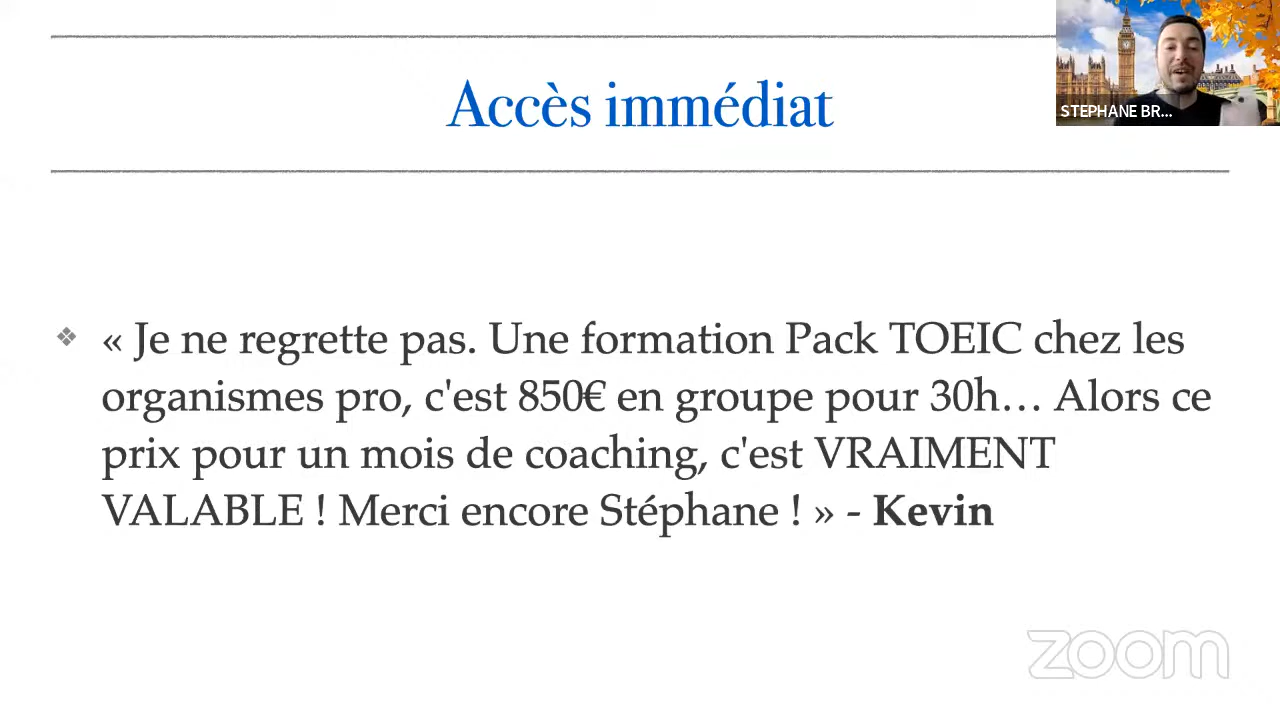 Accès immédiat
STEPHANE BR...
« Je ne regrette pas. Une formation Pack TOEIC chez les
organismes pro, c'est 850€ en groupe pour 30h… Alors ce
prix pour un mois de coaching, c'est VRAIMENT
VALABLE ! Merci encore Stéphane ! » - Kevin
zoom